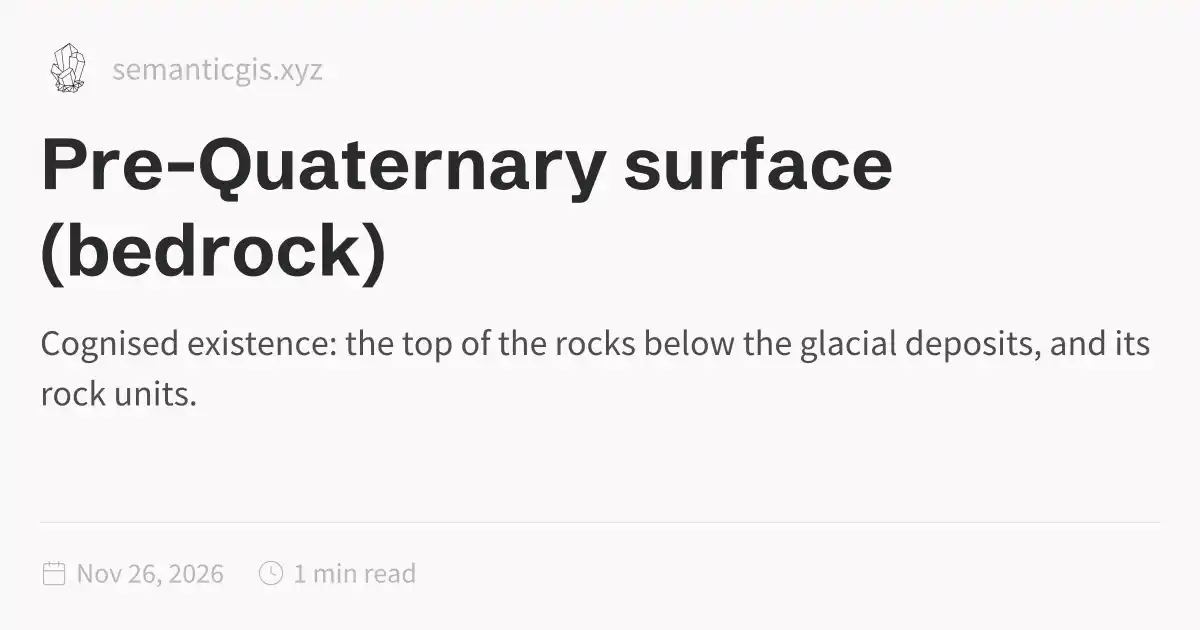 semanticgis.xyz
Pre-Quaternary surface
(bedrock)
Cognised existence: the top of the rocks below the glacial deposits, and its
rock units.
Nov 26, 2026 1 min read